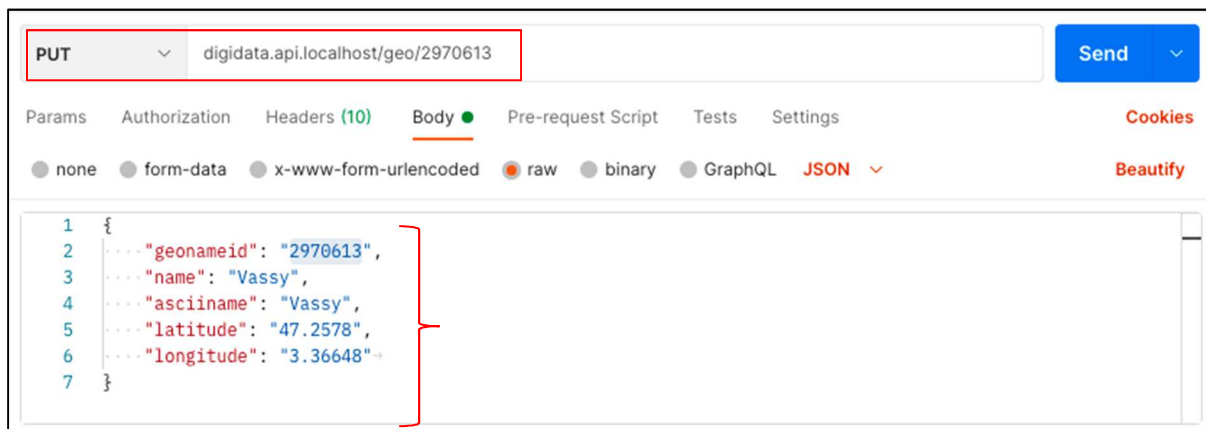 PUT digidata.api.localhost/geo/2970613 Send
Params Authorization Headers (10) Body Pre-request Script Tests Settings Cookies
none form-data x-www-form-urlencoded raw binary GraphQL JSON Beautify
1 {
2 "geonameid": "2970613",
3 "name": "Vassy",
4 "asciiname": "Vassy",
5 "latitude": "47.2578",
6 "longitude": "3.36648"
7 }